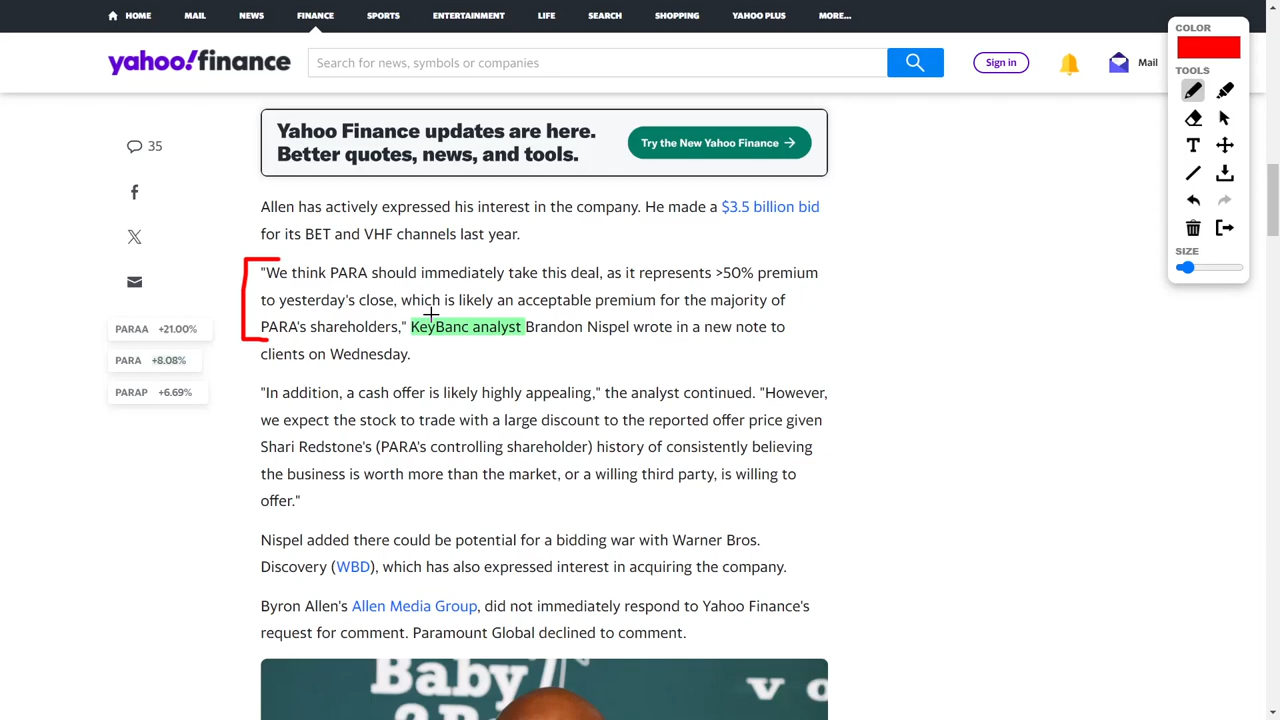 HOME MAIL NEWS FINANCE SPORTS ENTERTAINMENT LIFE SEARCH SHOPPING YAHOO PLUS MORE...
COLOR
yahoo!finance
Search for news, symbols or companies
Sign in
Mail
TOOLS
T
SIZE
Yahoo Finance updates are here.
Better quotes, news, and tools.
Try the New Yahoo Finance
35
Allen has actively expressed his interest in the company. He made a $3.5 billion bid
for its BET and VHF channels last year.
"We think PARA should immediately take this deal, as it represents >50% premium
to yesterday's close, which is likely an acceptable premium for the majority of
PARA's shareholders," KeyBanc analyst Brandon Nispel wrote in a new note to
clients on Wednesday.
PARAA +21.00%
PARA +8.08%
PARAP +6.69%
"In addition, a cash offer is likely highly appealing," the analyst continued. "However,
we expect the stock to trade with a large discount to the reported offer price given
Shari Redstone's (PARA's controlling shareholder) history of consistently believing
the business is worth more than the market, or a willing third party, is willing to
offer."
Nispel added there could be potential for a bidding war with Warner Bros.
Discovery (WBD), which has also expressed interest in acquiring the company.
Byron Allen's Allen Media Group, did not immediately respond to Yahoo Finance's
request for comment. Paramount Global declined to comment.
Baby